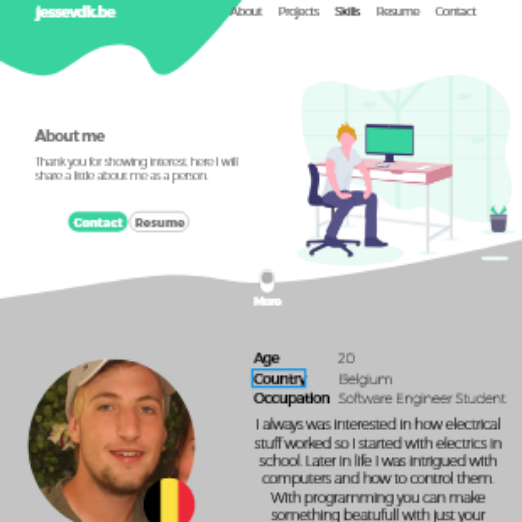 jessevdk.be
About Projects Skills Resume Contact
About me
Thank you for showing interest, here I will
share a little about me as a person.
Contact Resume
More
Age 20
Country Belgium
Occupation Software Engineer Student
I always was interested in how electrical
stuff worked so I started with electrics in
school. Later in life I was intrigued with
computers and how to control them.
With programming you can make
something beatufull with just your